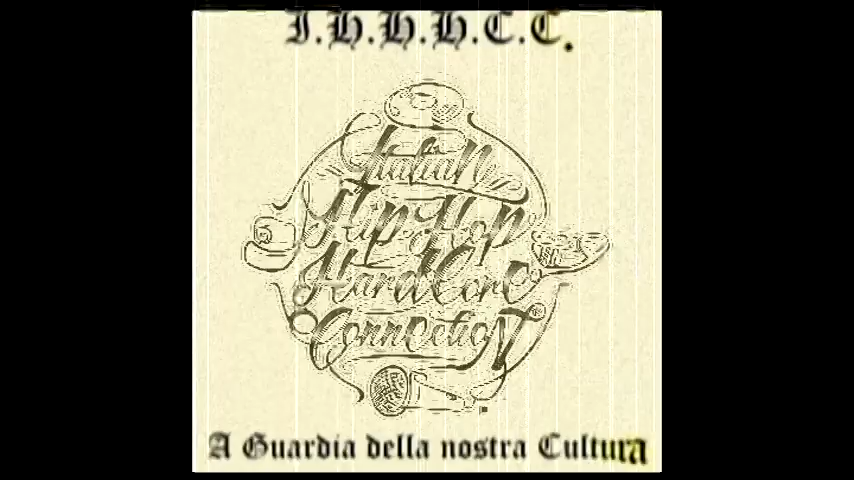 I.H.H.H.C.C.
Italian
Hip-Hop
HardCore
Connection
A Guardia della nostra Cultura